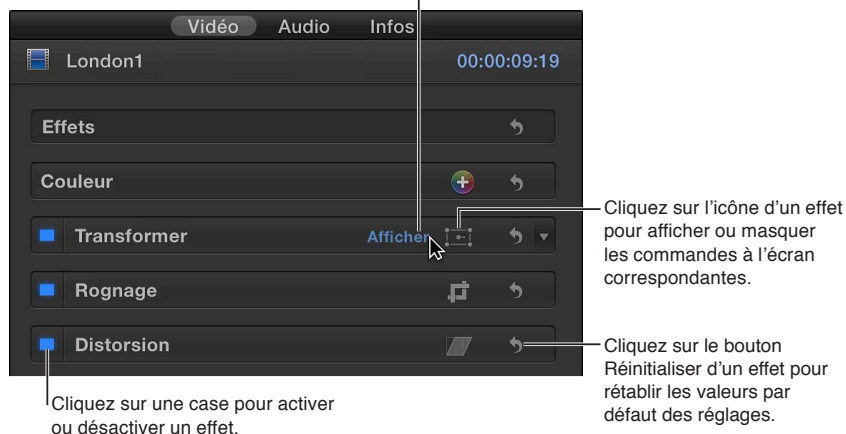 Vidéo Audio Infos
London1 00:00:09:19
Effets
Couleur
Transformer Afficher
Rognage
Distorsion
Cliquez sur l'icône d'un effet
pour afficher ou masquer
les commandes à l'écran
correspondantes.
Cliquez sur le bouton
Réinitialiser d'un effet pour
rétablir les valeurs par
défaut des réglages.
Cliquez sur une case pour activer
ou désactiver un effet.